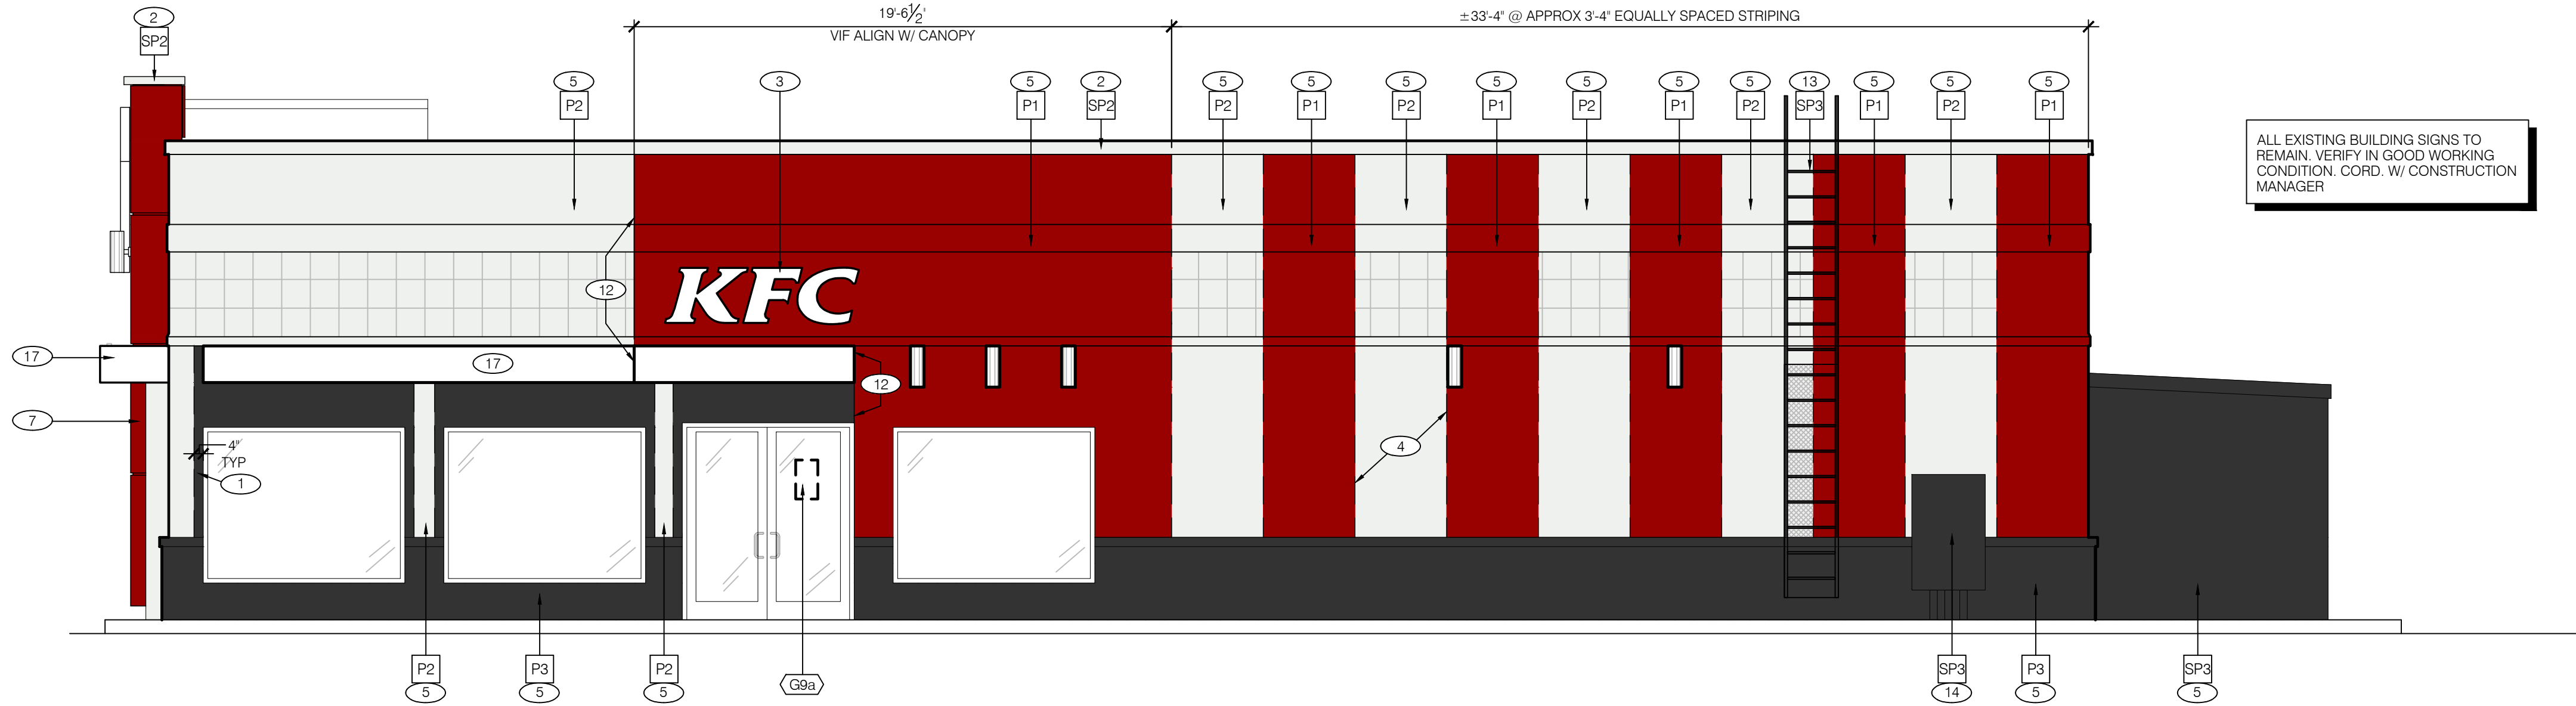 2
SP2
19'-6 1/2"
VIF ALIGN W/ CANOPY
±33'-4" @ APPROX 3'-4" EQUALLY SPACED STRIPING
5
P2
3
5
P1
2
SP2
5
P2
5
P1
5
P2
5
P1
5
P2
5
P1
5
P2
13
SP3
5
P1
5
P2
5
P1
ALL EXISTING BUILDING SIGNS TO
REMAIN. VERIFY IN GOOD WORKING
CONDITION. CORD. W/ CONSTRUCTION
MANAGER
12
KFC
17
17
12
7
4"
TYP
1
4
P2
5
P3
5
P2
5
G9a
SP3
14
P3
5
SP3
5